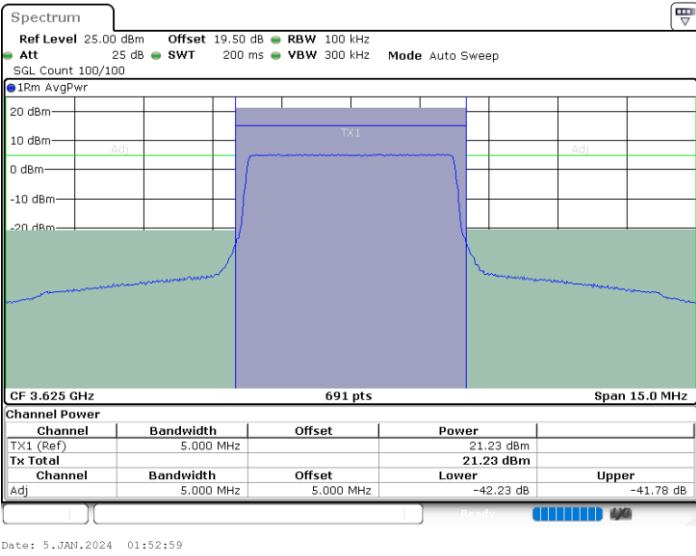 Spectrum
Ref Level 25.00 dBm Offset 19.50 dB RBW 100 kHz
Att 25 dB SWT 200 ms VBW 300 kHz Mode Auto Sweep
SGL Count 100/100
1Rm AvgPwr
20 dBm
TX1
10 dBm
Adj Adj
0 dBm
-10 dBm
-20 dBm
CF 3.625 GHz 691 pts Span 15.0 MHz
Channel Power
Channel Bandwidth Offset Power
TX1 (Ref) 5.000 MHz 21.23 dBm
Tx Total 21.23 dBm
Channel Bandwidth Offset Lower Upper
Adj 5.000 MHz 5.000 MHz -42.23 dB -41.78 dB
Ready
Date: 5.JAN.2024 01:52:59